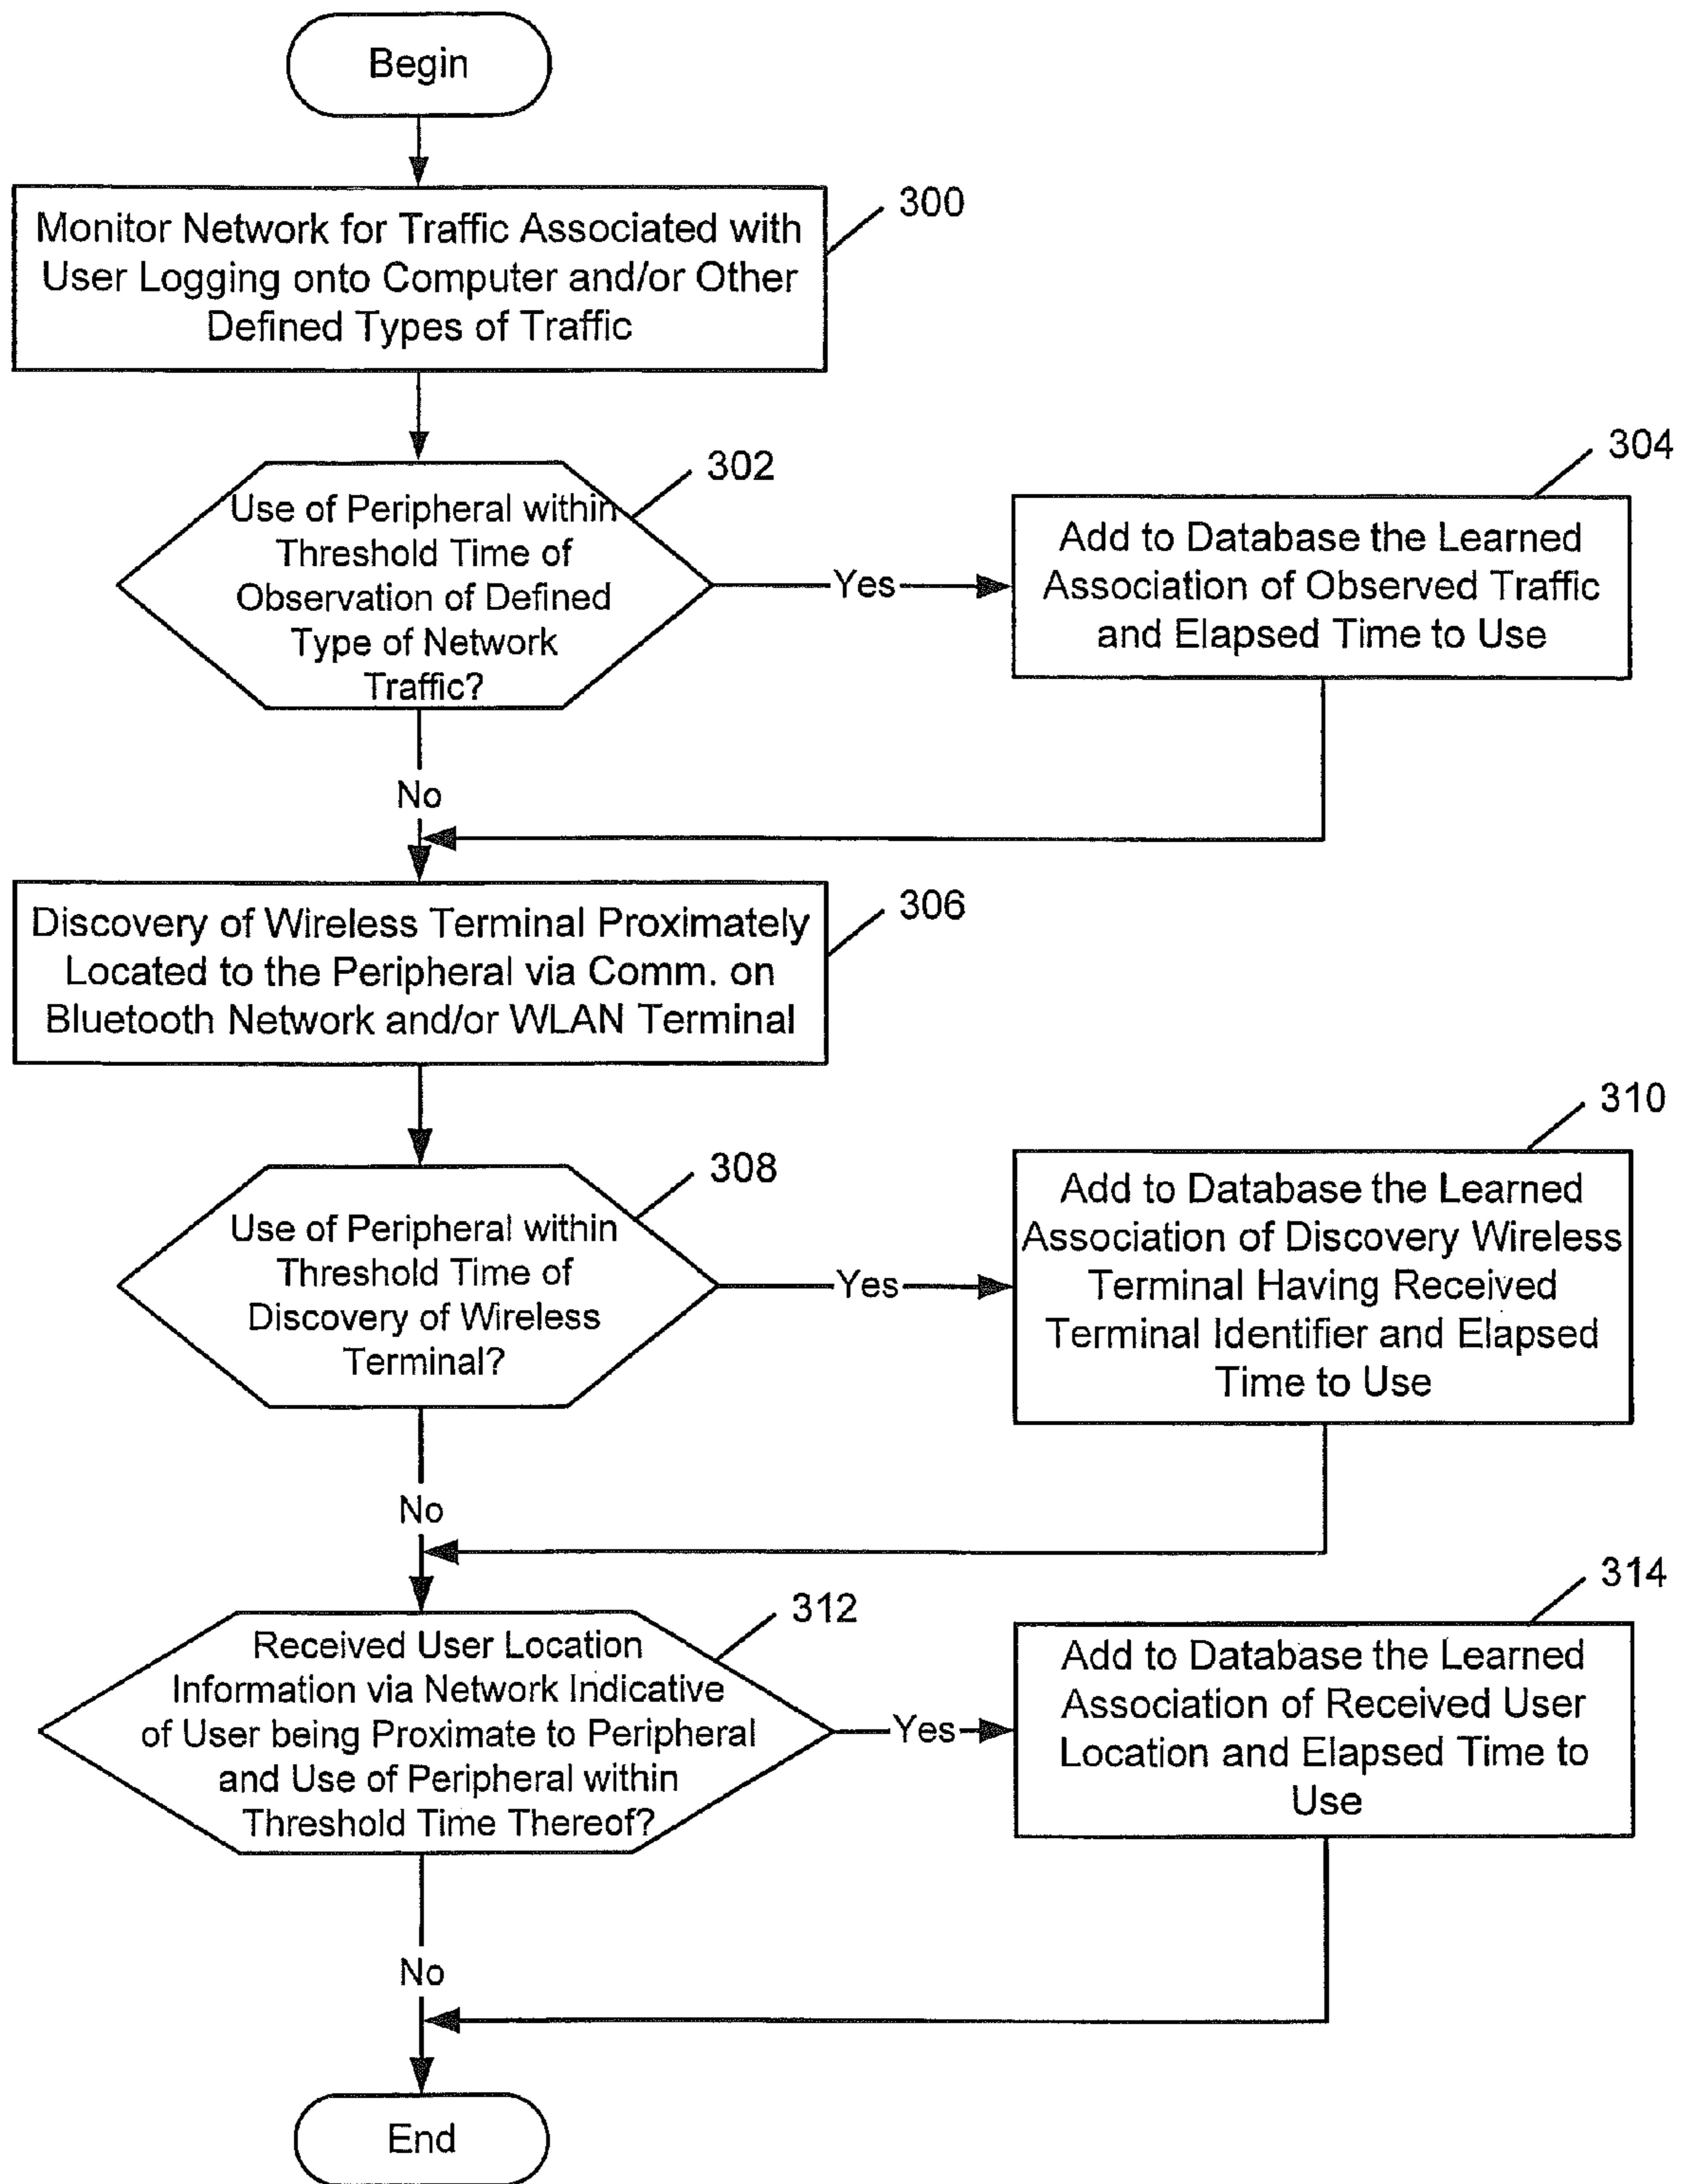 Begin
300
Monitor Network for Traffic Associated with
User Logging onto Computer and/or Other
Defined Types of Traffic
302
Use of Peripheral within
Threshold Time of
Observation of Defined
Type of Network
Traffic?
Yes
304
Add to Database the Learned
Association of Observed Traffic
and Elapsed Time to Use
No
306
Discovery of Wireless Terminal Proximately
Located to the Peripheral via Comm. on
Bluetooth Network and/or WLAN Terminal
308
Use of Peripheral within
Threshold Time of
Discovery of Wireless
Terminal?
Yes
310
Add to Database the Learned
Association of Discovery Wireless
Terminal Having Received
Terminal Identifier and Elapsed
Time to Use
No
312
Received User Location
Information via Network Indicative
of User being Proximate to Peripheral
and Use of Peripheral within
Threshold Time Thereof?
Yes
314
Add to Database the Learned
Association of Received User
Location and Elapsed Time to
Use
No
End